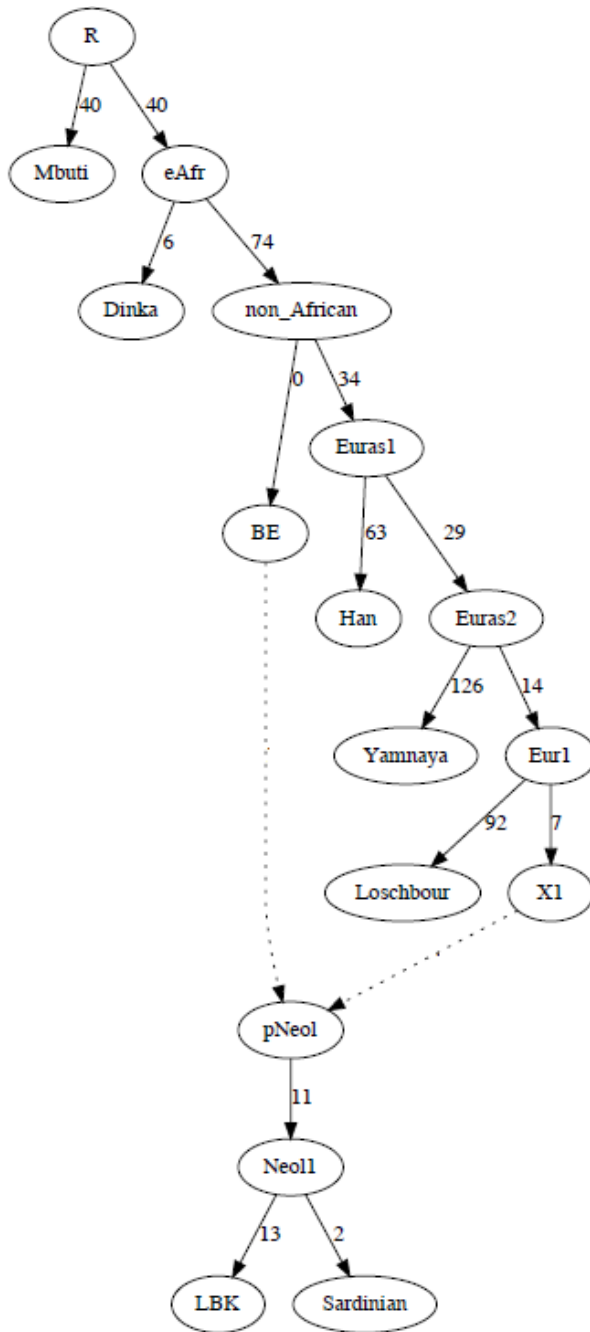 R
40 40
Mbuti eAfr
6 74
Dinka non_African
0 34
Euras1
BE 63 29
Han Euras2
126 14
Yamnaya Eur1
92 7
Loschbour X1
pNeol
11
Neol1
13 2
LBK Sardinian